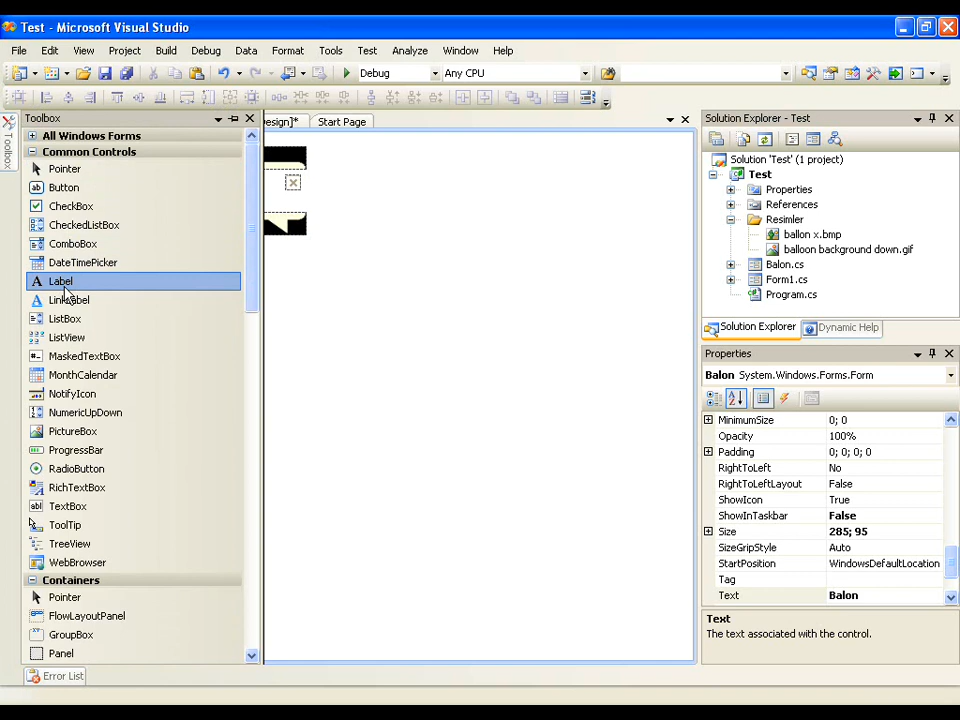 Test - Microsoft Visual Studio
File Edit View Project Build Debug Data Format Tools Test Analyze Window Help
Debug Any CPU
Toolbox
Toolbox
All Windows Forms
Common Controls
Pointer
Button
CheckBox
CheckedListBox
ComboBox
DateTimePicker
Label
LinkLabel
ListBox
ListView
MaskedTextBox
MonthCalendar
NotifyIcon
NumericUpDown
PictureBox
ProgressBar
RadioButton
RichTextBox
TextBox
ToolTip
TreeView
WebBrowser
Containers
Pointer
FlowLayoutPanel
GroupBox
Panel
Error List
esign]* Start Page
Solution Explorer - Test
Solution 'Test' (1 project)
Test
Properties
References
Resimler
ballon x.bmp
balloon background down.gif
Balon.cs
Form1.cs
Program.cs
Solution Explorer Dynamic Help
Properties
Balon System.Windows.Forms.Form
MinimumSize 0; 0
Opacity 100%
Padding 0; 0; 0; 0
RightToLeft No
RightToLeftLayout False
ShowIcon True
ShowInTaskbar False
Size 285; 95
SizeGripStyle Auto
StartPosition WindowsDefaultLocation
Tag
Text Balon
Text
The text associated with the control.